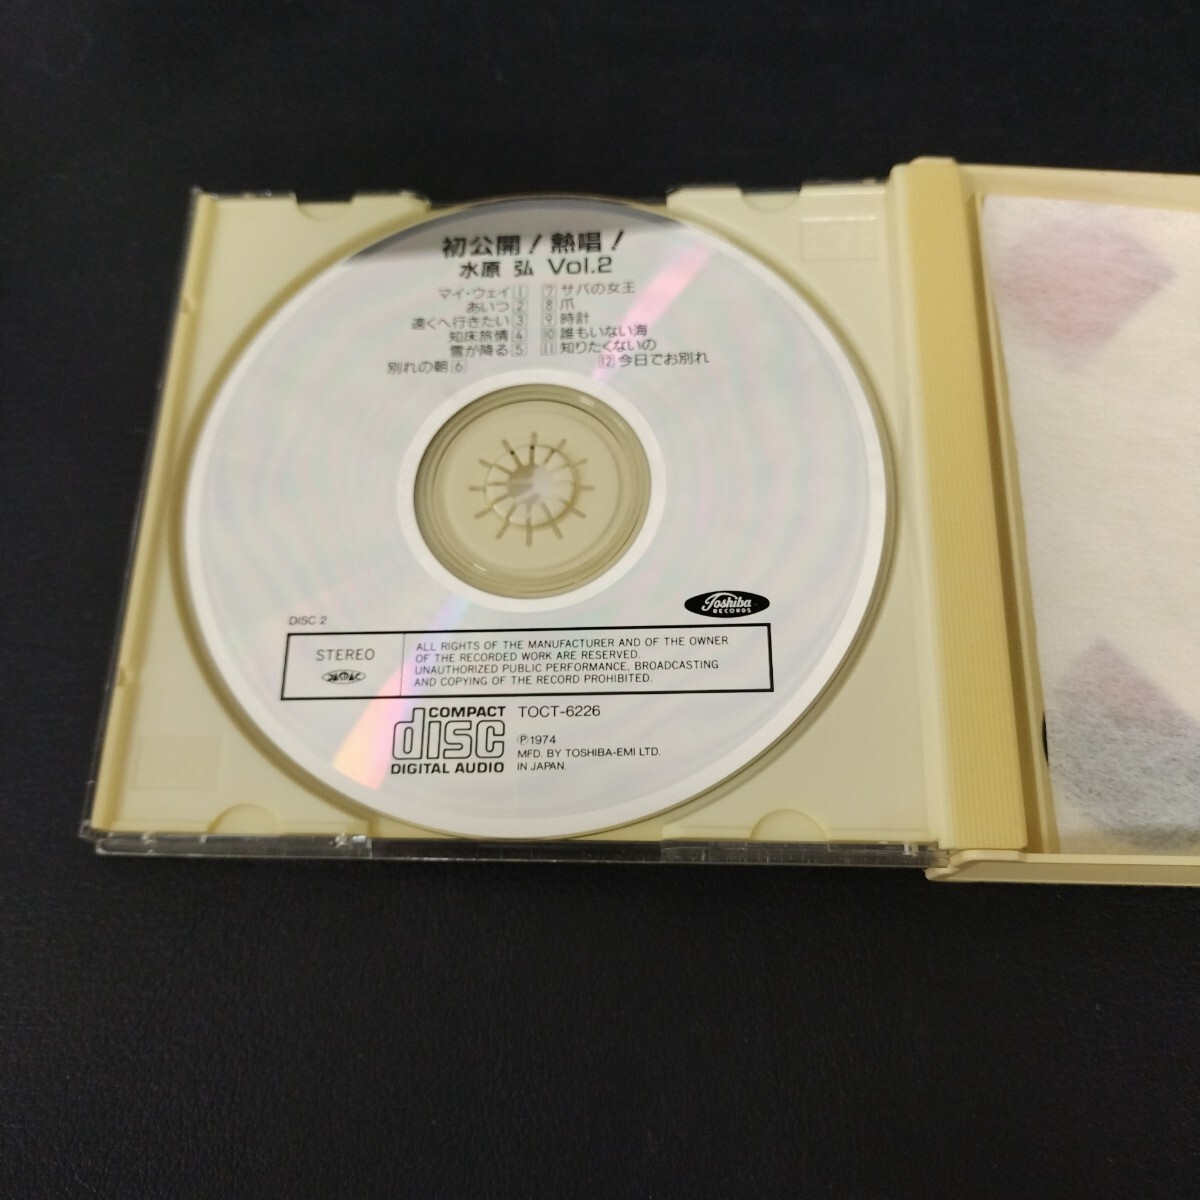 初公開！熱唱！
水原 弘 Vol.2
マイ・ウェイ 1
あいつ 2
遠くへ行きたい 3
知床旅情 4
雪が降る 5
別れの朝 6
7 サバの女王
8 爪
9 時計
10 誰もいない海
11 知りたくないの
12 今日でお別れ
Toshiba
RECORDS
DISC 2
STEREO
JASRAC
ALL RIGHTS OF THE MANUFACTURER AND OF THE OWNER
OF THE RECORDED WORK ARE RESERVED.
UNAUTHORIZED PUBLIC PERFORMANCE, BROADCASTING
AND COPYING OF THE RECORD PROHIBITED.
COMPACT
disc
DIGITAL AUDIO
TOCT-6226
Ⓟ1974
MFD. BY TOSHIBA-EMI LTD.
IN JAPAN.